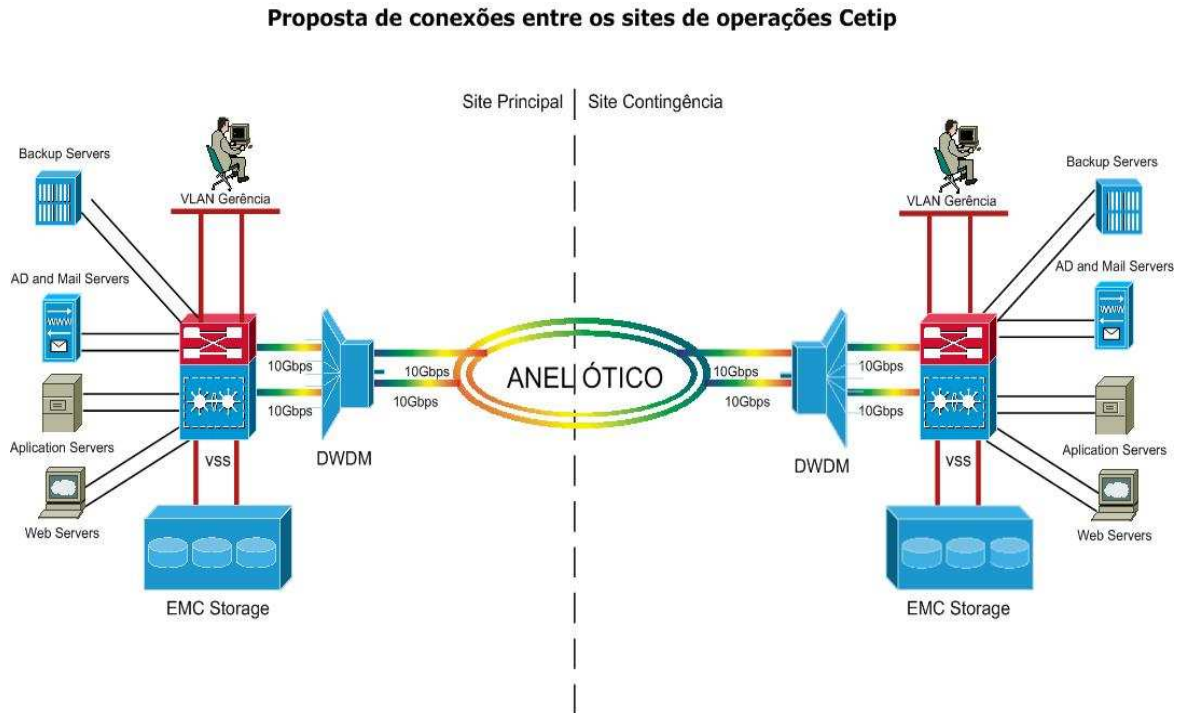 Proposta de conexões entre os sites de operações Cetip
Site Principal
Site Contingência
Backup Servers
VLAN Gerência
AD and Mail Servers
WWW
10Gbps
10Gbps
10Gbps
10Gbps
Aplication Servers
vss
DWDM
Web Servers
EMC Storage
ANEL ÓTICO
VLAN Gerência
Backup Servers
AD and Mail Servers
WWW
10Gbps
10Gbps
10Gbps
10Gbps
Aplication Servers
DWDM
vss
Web Servers
EMC Storage